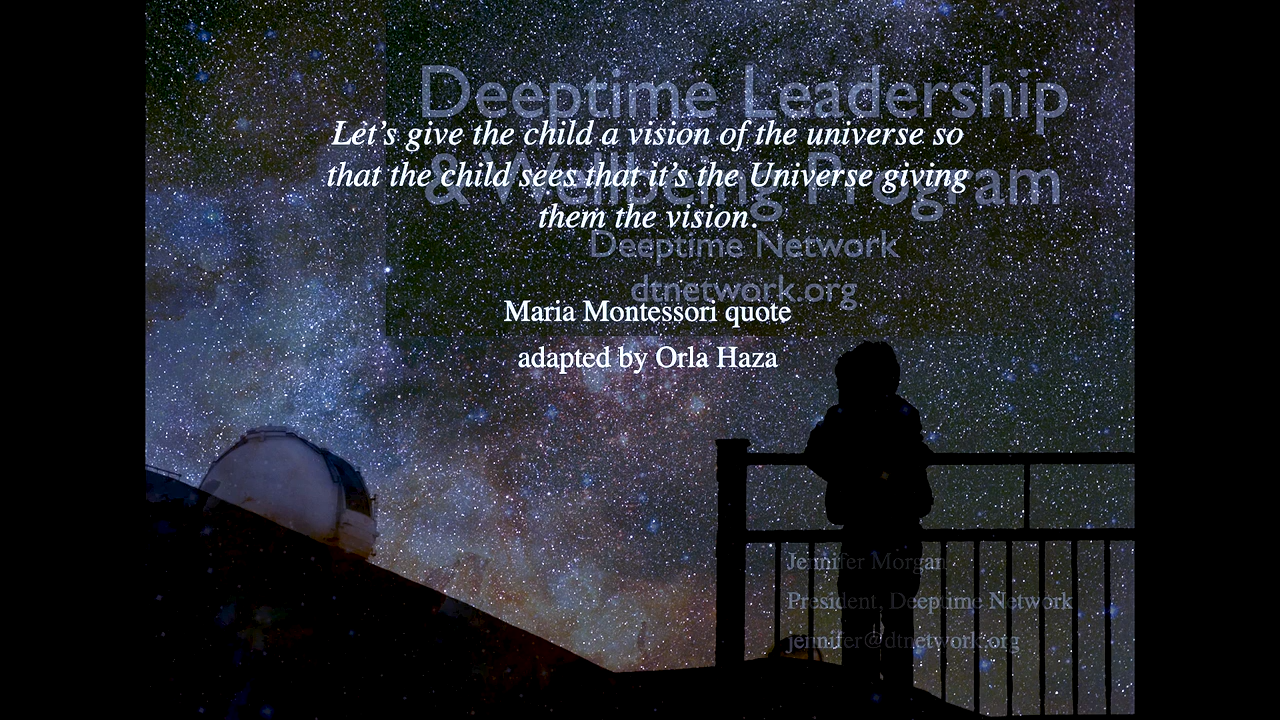 Deeptime Leadership
& Wellbeing Program
Deeptime Network
dtnetwork.org
Let's give the child a vision of the universe so
that the child sees that it's the Universe giving
them the vision.
Maria Montessori quote
adapted by Orla Haza
Jennifer Morgan
President, Deeptime Network
jennifer@dtnetwork.org